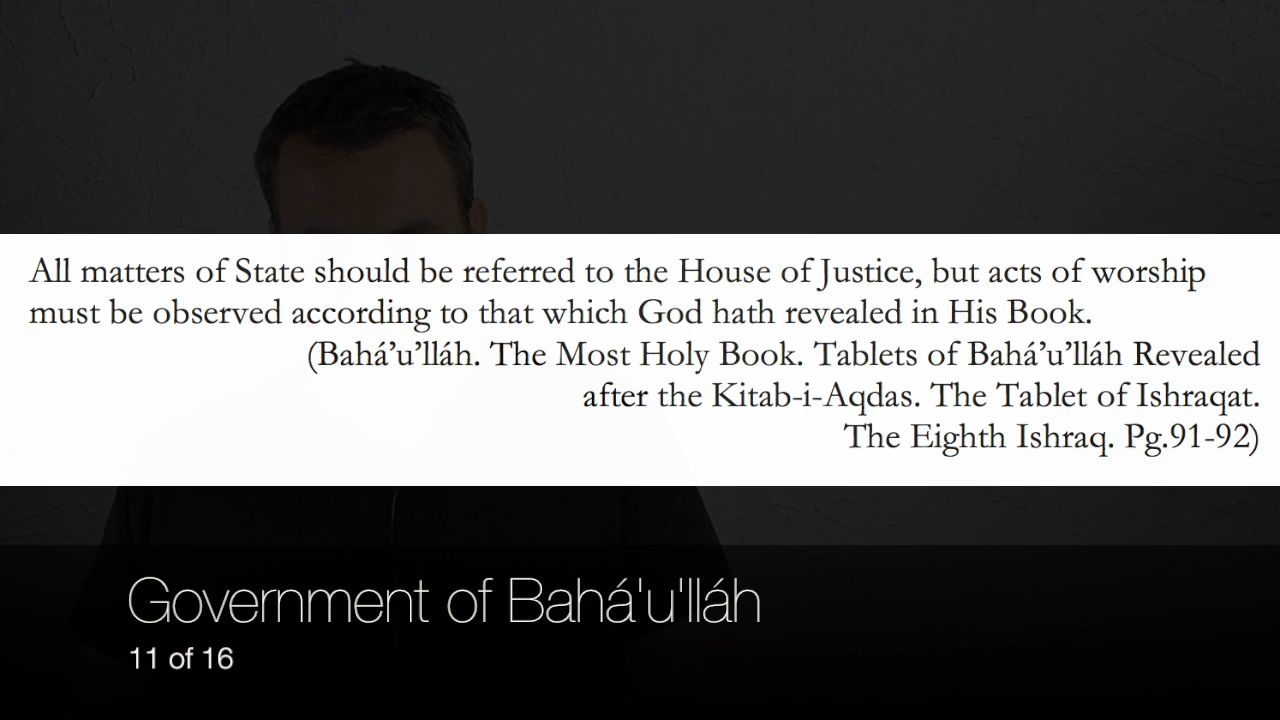 All matters of State should be referred to the House of Justice, but acts of worship
must be observed according to that which God hath revealed in His Book.
(Bahá’u’lláh. The Most Holy Book. Tablets of Bahá’u’lláh Revealed
after the Kitab-i-Aqdas. The Tablet of Ishraqat.
The Eighth Ishraq. Pg.91-92)
Government of Bahá'u'lláh
11 of 16